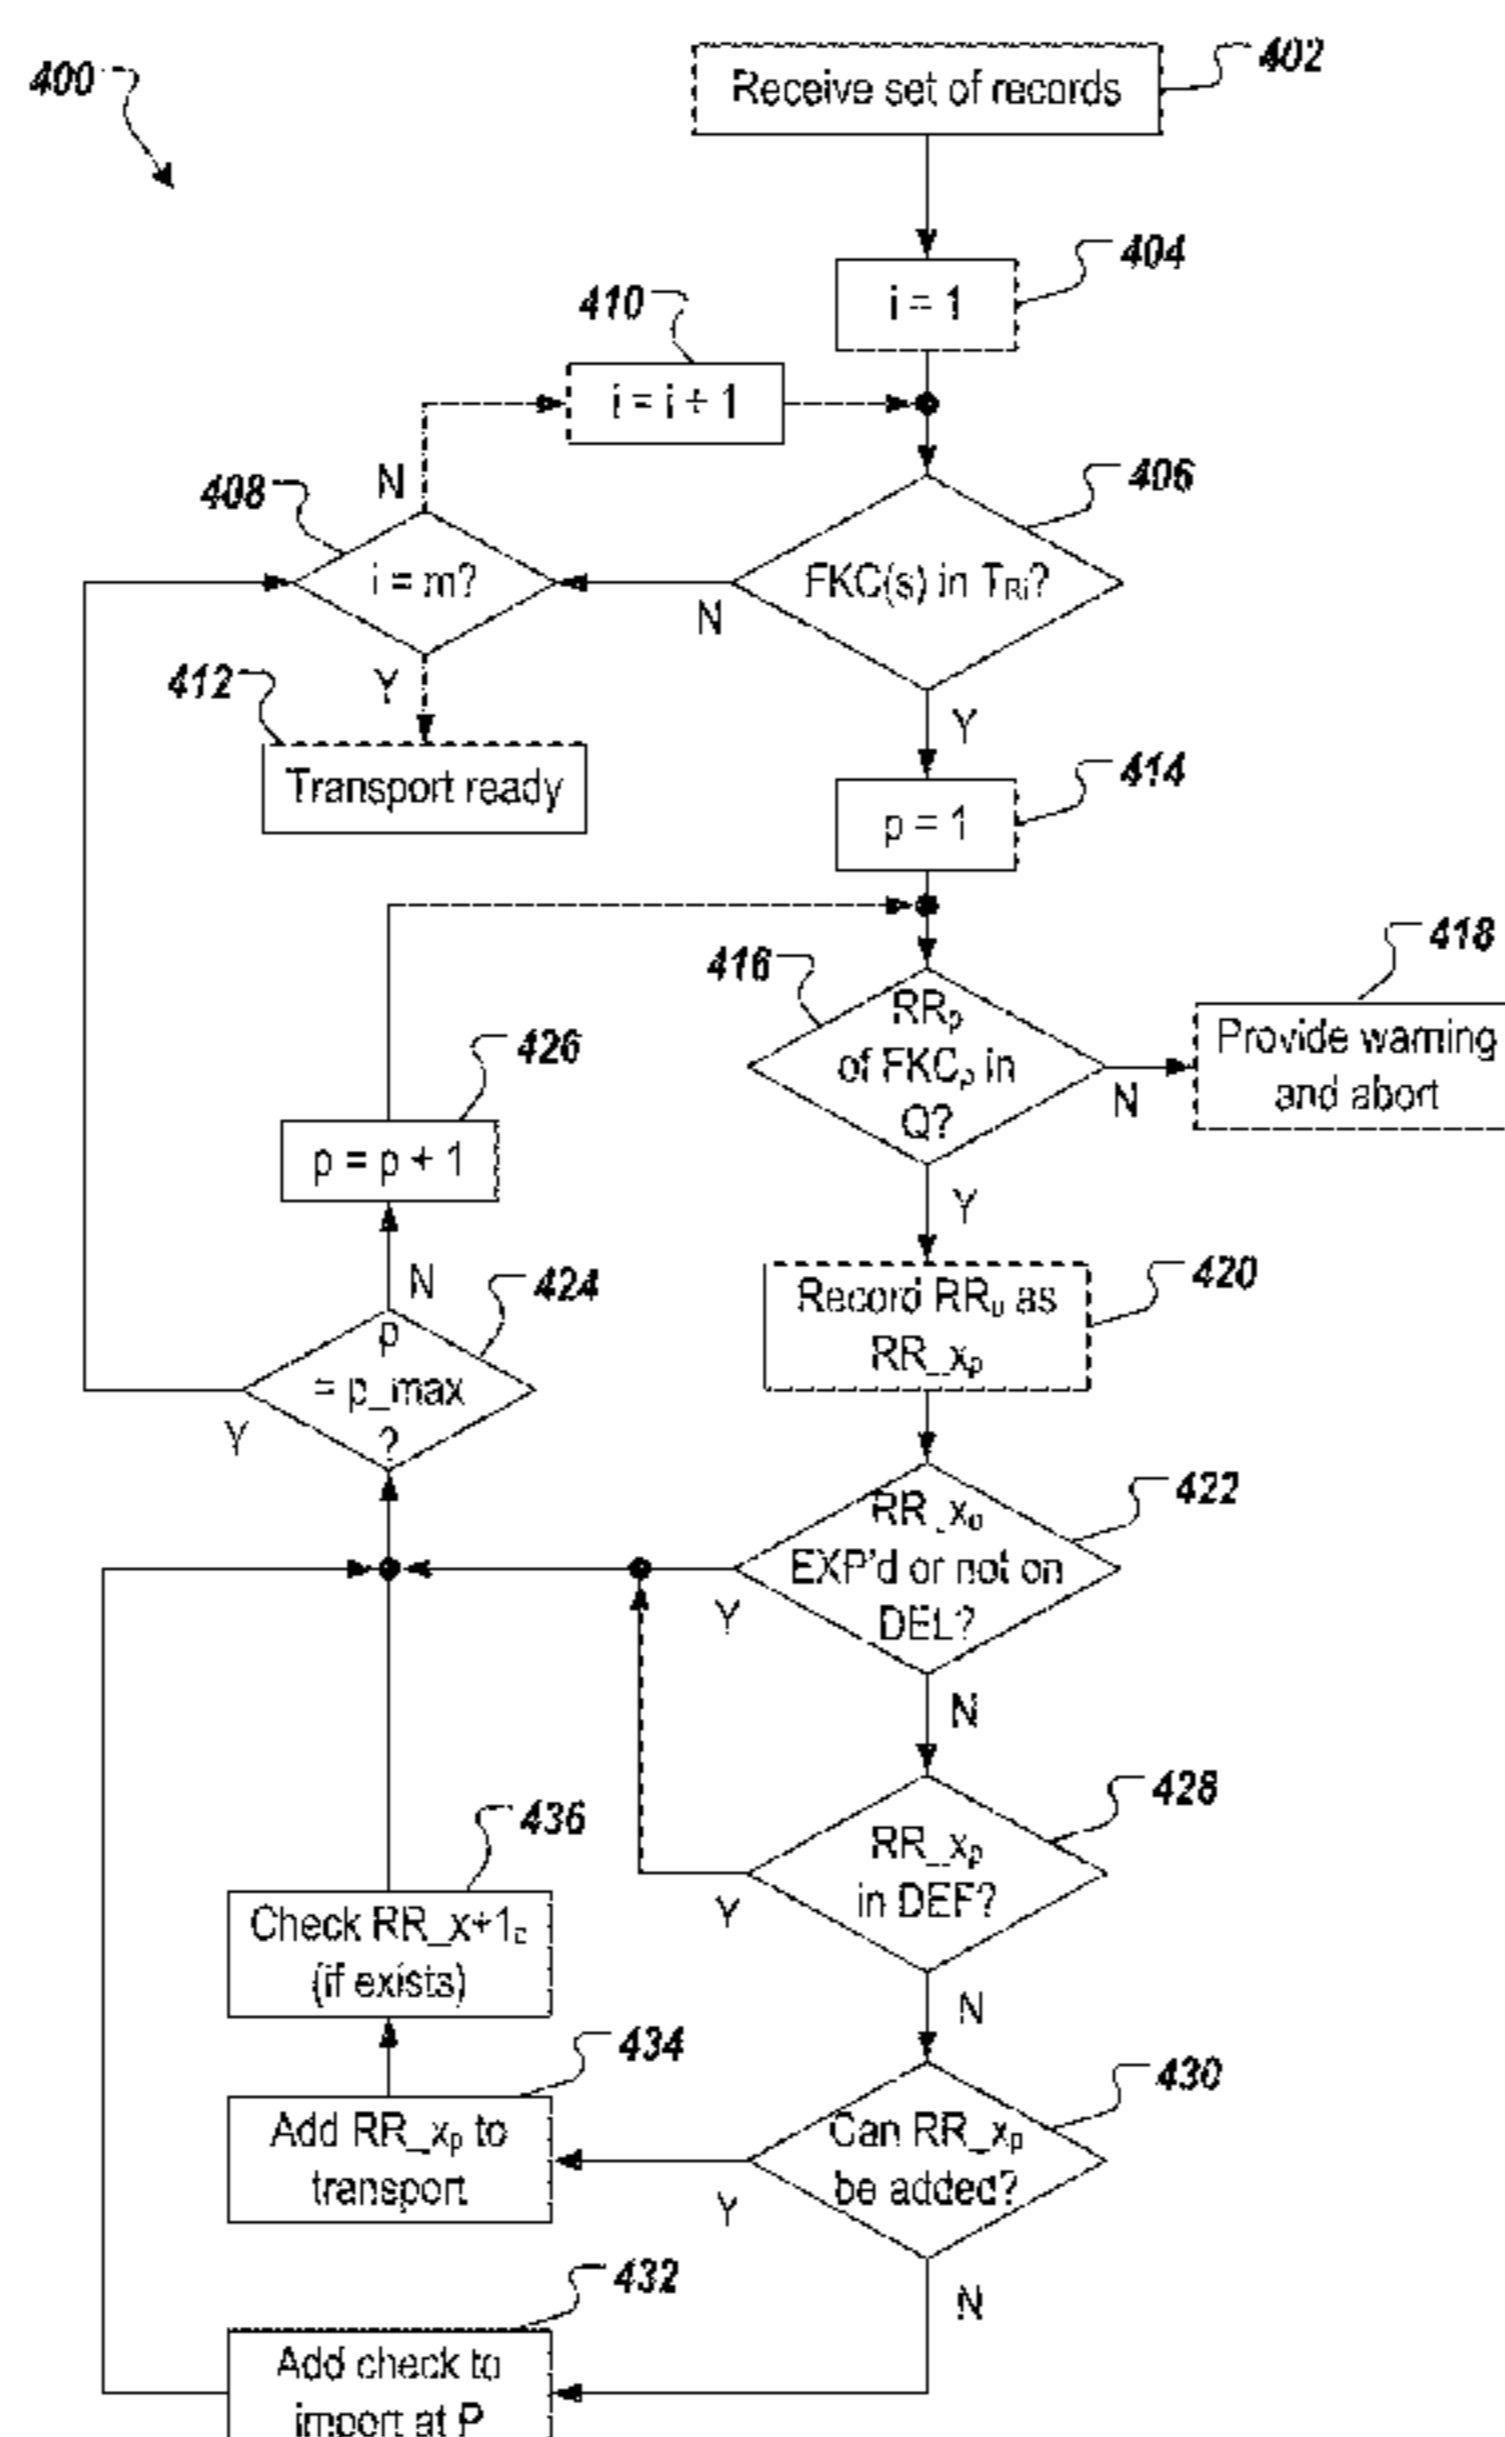 400
Receive set of records
402
i = 1
404
410
i = i + 1
408
N
i = m?
N
FKC(s) in TRi?
406
412
Y
Transport ready
Y
p = 1
414
416
RRp
of FKCp in
Q?
N
418
Provide warning
and abort
426
p = p + 1
Y
N
424
p
= p_max
?
Y
Record RRp as
RR_xp
420
RR_xp
EXP'd or not on
DEL?
422
Y
N
RR_xp
in DEF?
428
Y
436
Check RR_x+1p
(if exists)
N
434
Add RR_xp to
transport
Can RR_xp
be added?
430
Y
N
432
Add check to
import at P